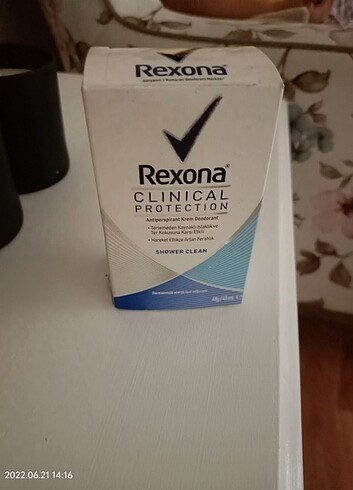 Rexona®
Rexona®
CLINICAL
PROTECTION
Antiperspirant Krem Deodorant
• Terlemeden Kaynaklı Islaklık ve
Ter Kokusuna Karşı Etkili
• Hareket Ettikçe Artan Ferahlık
SHOWER CLEAN
2022.06.21 14:16